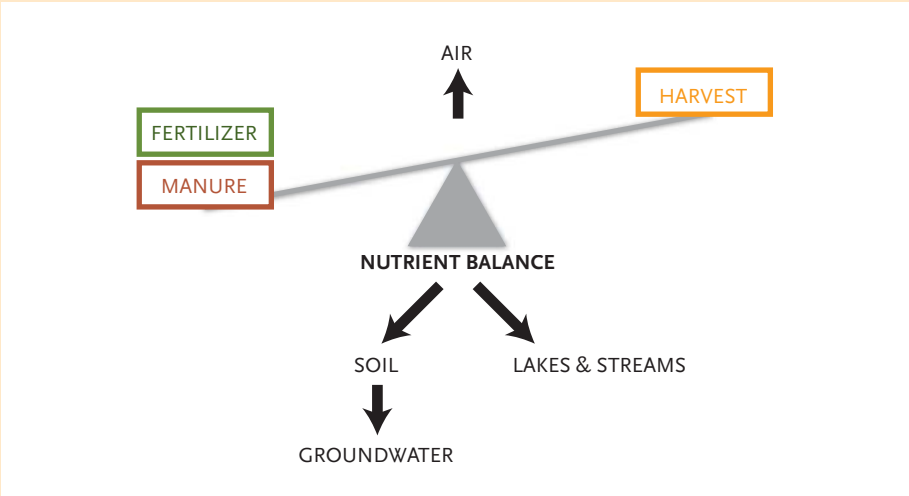 AIR
HARVEST
FERTILIZER
MANURE
NUTRIENT BALANCE
SOIL
LAKES & STREAMS
GROUNDWATER